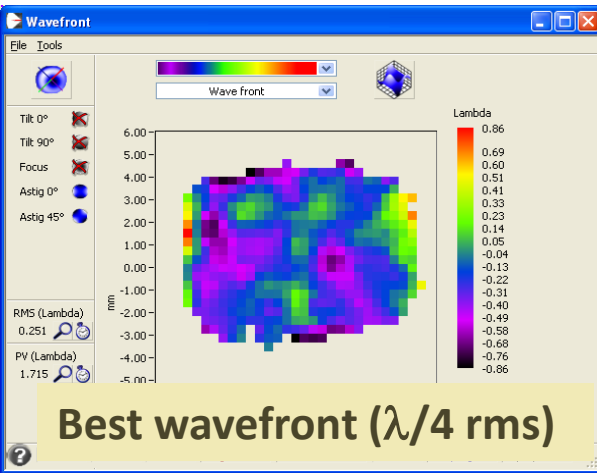 Wavefront
File Tools
Wave front
Tilt 0°
Tilt 90°
Focus
Astig 0°
Astig 45°
RMS (Lambda)
0.251
PV (Lambda)
1.715
mm
6.00
5.00
4.00
3.00
2.00
1.00
0.00
-1.00
-2.00
-3.00
-4.00
-5.00
Lambda
0.86
0.69
0.60
0.51
0.41
0.33
0.23
0.14
0.05
-0.04
-0.13
-0.22
-0.31
-0.40
-0.49
-0.58
-0.68
-0.76
-0.86
Best wavefront (λ/4 rms)
?